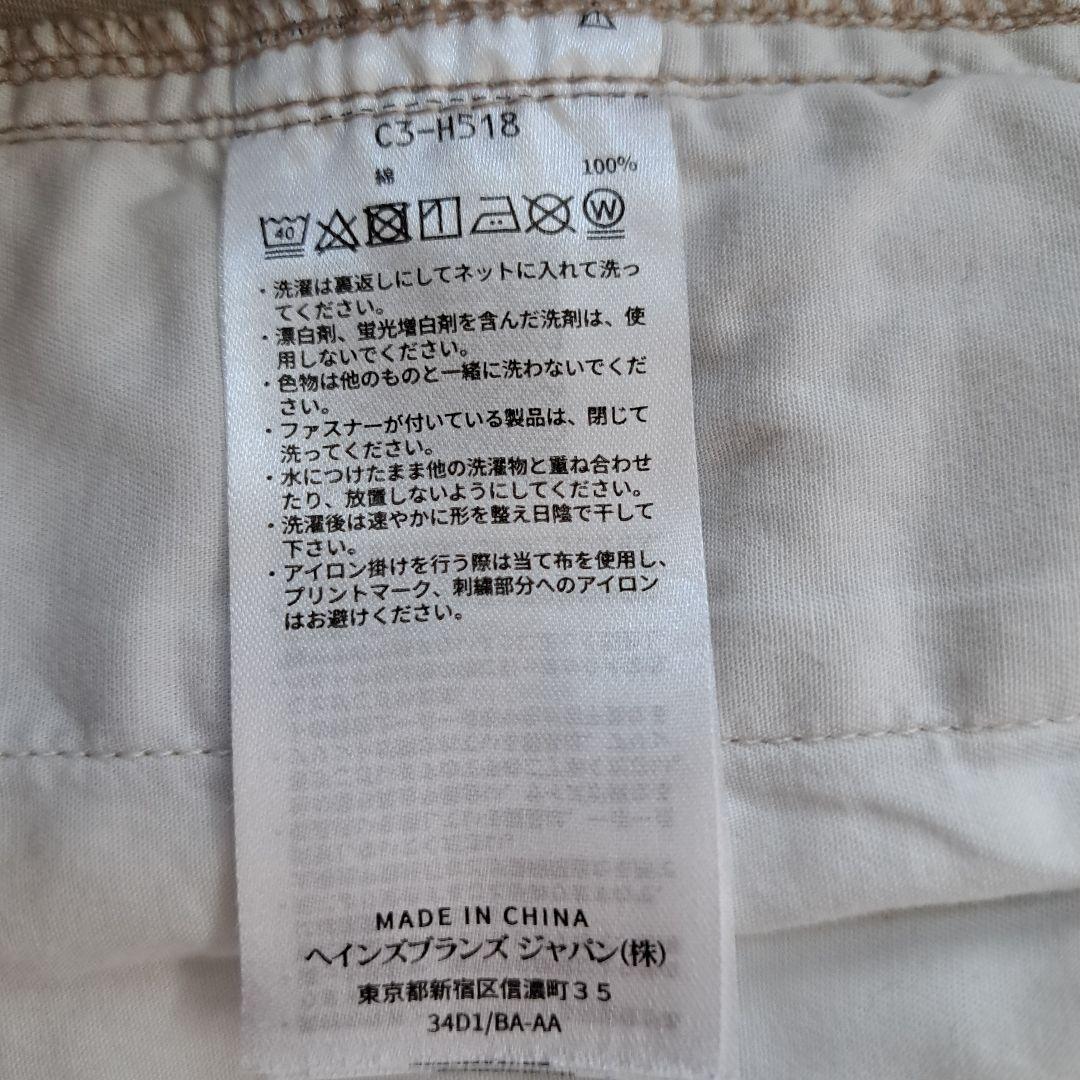 C3-H518
綿 100%
40
W
・洗濯は裏返しにしてネットに入れて洗っ
てください。
・漂白剤、蛍光増白剤を含んだ洗剤は、使
用しないでください。
・色物は他のものと一緒に洗わないでくだ
さい。
・ファスナーが付いている製品は、閉じて
洗ってください。
・水につけたまま他の洗濯物と重ね合わせ
たり、放置しないようにしてください。
・洗濯後は速やかに形を整え日陰で干して
下さい。
・アイロン掛けを行う際は当て布を使用し、
プリントマーク、刺繍部分へのアイロン
はお避けください。
MADE IN CHINA
ヘインズブランズ ジャパン(株)
東京都新宿区信濃町35
34D1/BA-AA